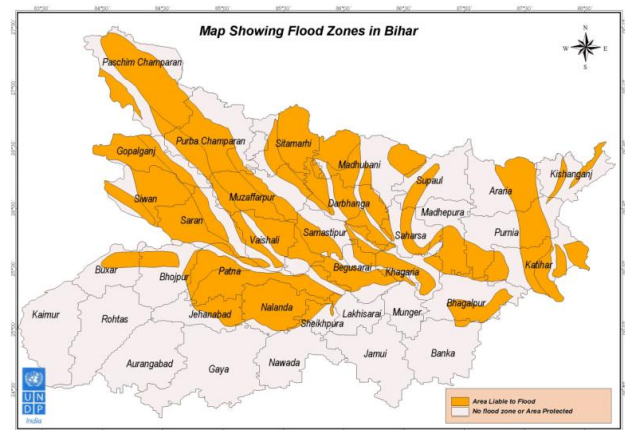 Map Showing Flood Zones in Bihar
N
W E
S
Paschim Champaran
Purba Champaran
Sitamarhi
Gopalganj
Madhubani
Kishanganj
Supaul
Araria
Siwan
Muzaffarpur
Darbhanga
Madhepura
Saran
Samastipur
Saharsa
Purnia
Vaishali
Begusarai
Khagaria
Katihar
Buxar
Bhojpur
Patna
Bhagalpur
Kaimur
Rohtas
Jehanabad
Nalanda
Sheikhpura
Lakhisarai
Munger
Aurangabad
Gaya
Nawada
Jamui
Banka
U N
D P
India
Area Liable to Flood
No flood zone or Area Protected